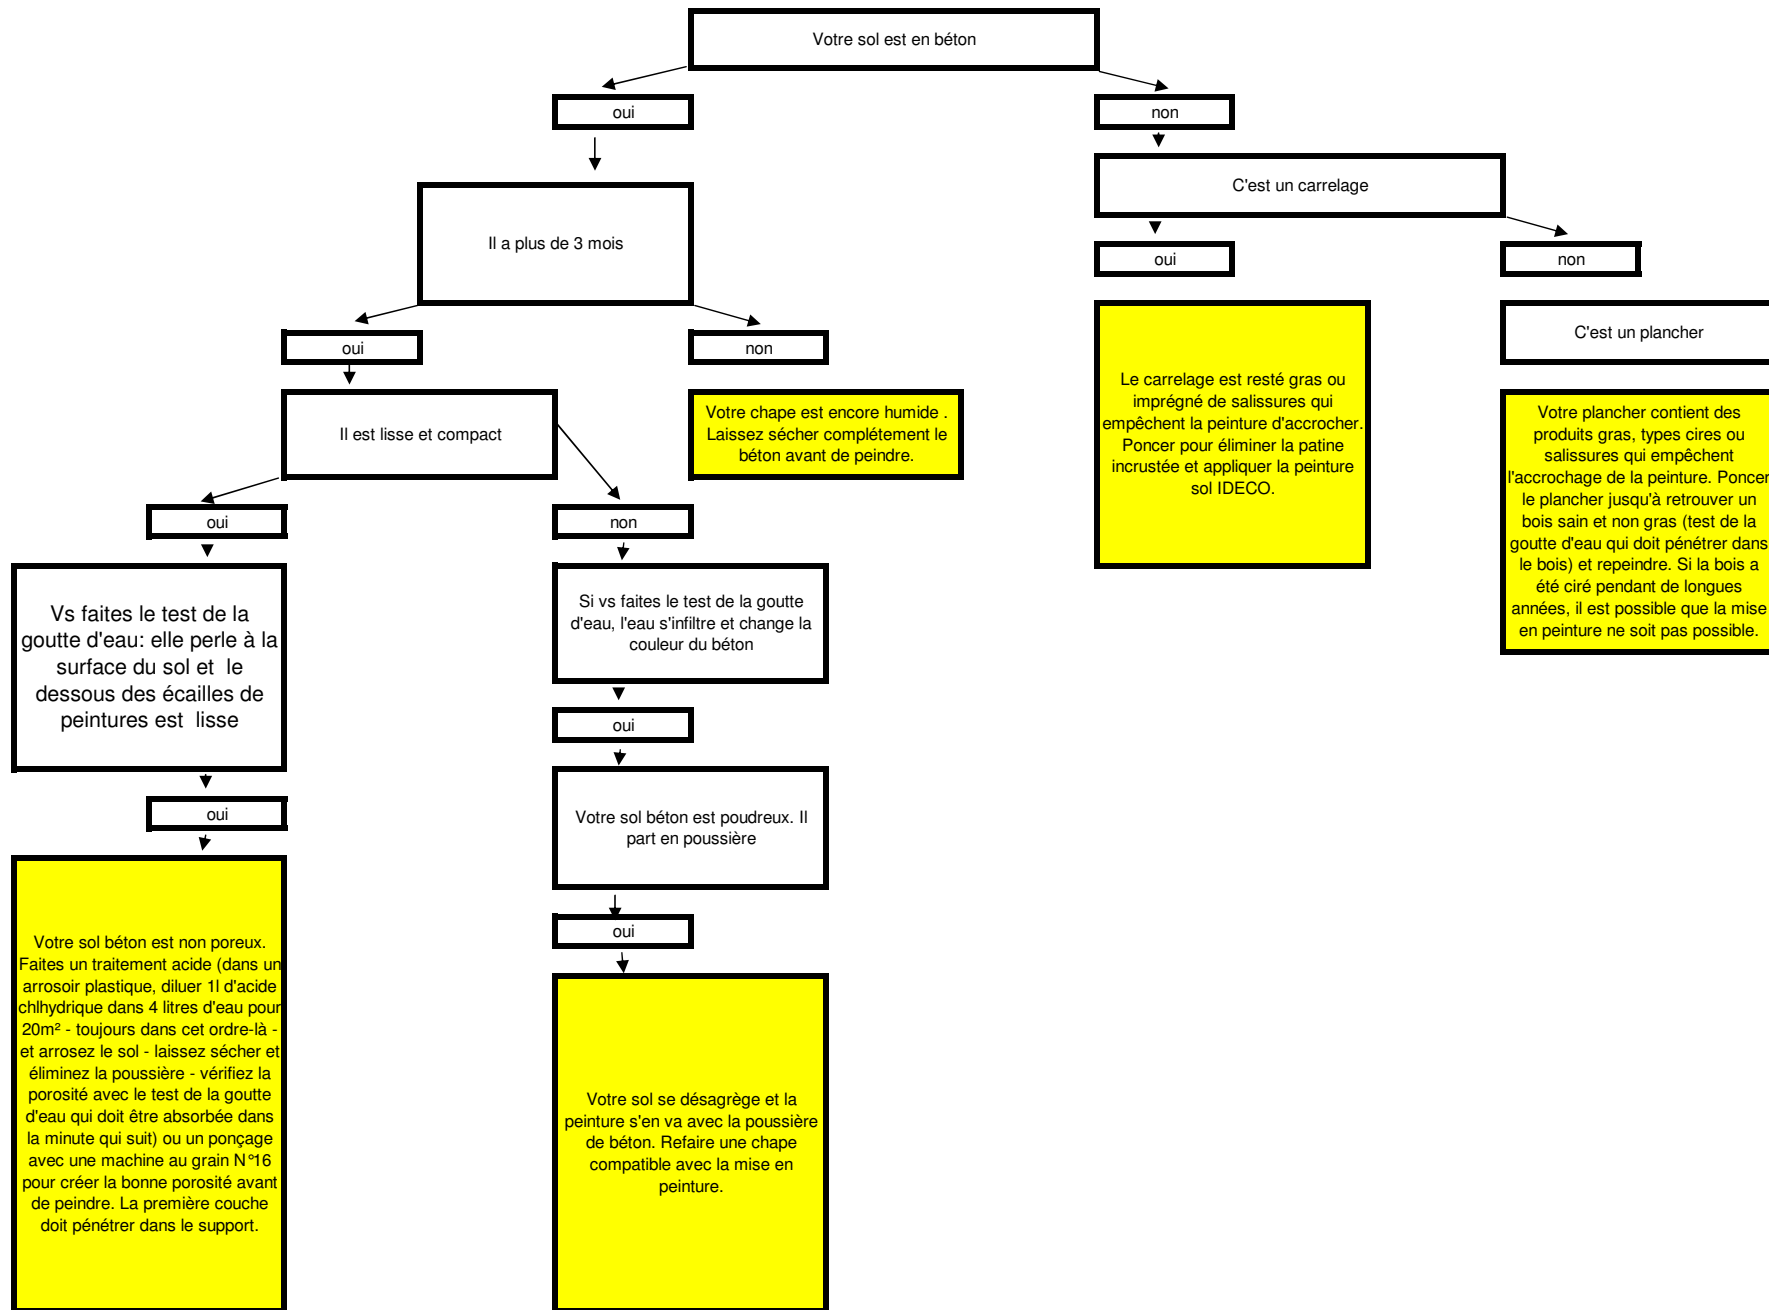 Votre sol est en béton
oui
non
C'est un carrelage
Il a plus de 3 mois
oui
non
oui
non
C'est un plancher
Le carrelage est resté gras ou
imprégné de salissures qui
empêchent la peinture d'accrocher.
Poncer pour éliminer la patine
incrustée et appliquer la peinture
sol IDECO.
Votre plancher contient des
produits gras, types cires ou
salissures qui empêchent
l'accrochage de la peinture. Poncer
le plancher jusqu'à retrouver un
bois sain et non gras (test de la
goutte d'eau qui doit pénétrer dans
le bois) et repeindre. Si la bois a
été ciré pendant de longues
années, il est possible que la mise
en peinture ne soit pas possible.
Il est lisse et compact
Votre chape est encore humide .
Laissez sécher complétement le
béton avant de peindre.
oui
non
Vs faites le test de la
goutte d'eau: elle perle à la
surface du sol et  le
dessous des écailles de
peintures est  lisse
Si vs faites le test de la goutte
d'eau, l'eau s'infiltre et change la
couleur du béton
oui
Votre sol béton est poudreux. Il
part en poussière
oui
oui
Votre sol béton est non poreux.
Faites un traitement acide (dans un
arrosoir plastique, diluer 1l d'acide
chlhydrique dans 4 litres d'eau pour
20m² - toujours dans cet ordre-là -
et arrosez le sol - laissez sécher et
éliminez la poussière - vérifiez la
porosité avec le test de la goutte
d'eau qui doit être absorbée dans
la minute qui suit) ou un ponçage
avec une machine au grain N°16
pour créer la bonne porosité avant
de peindre. La première couche
doit pénétrer dans le support.
Votre sol se désagrège et la
peinture s'en va avec la poussière
de béton. Refaire une chape
compatible avec la mise en
peinture.